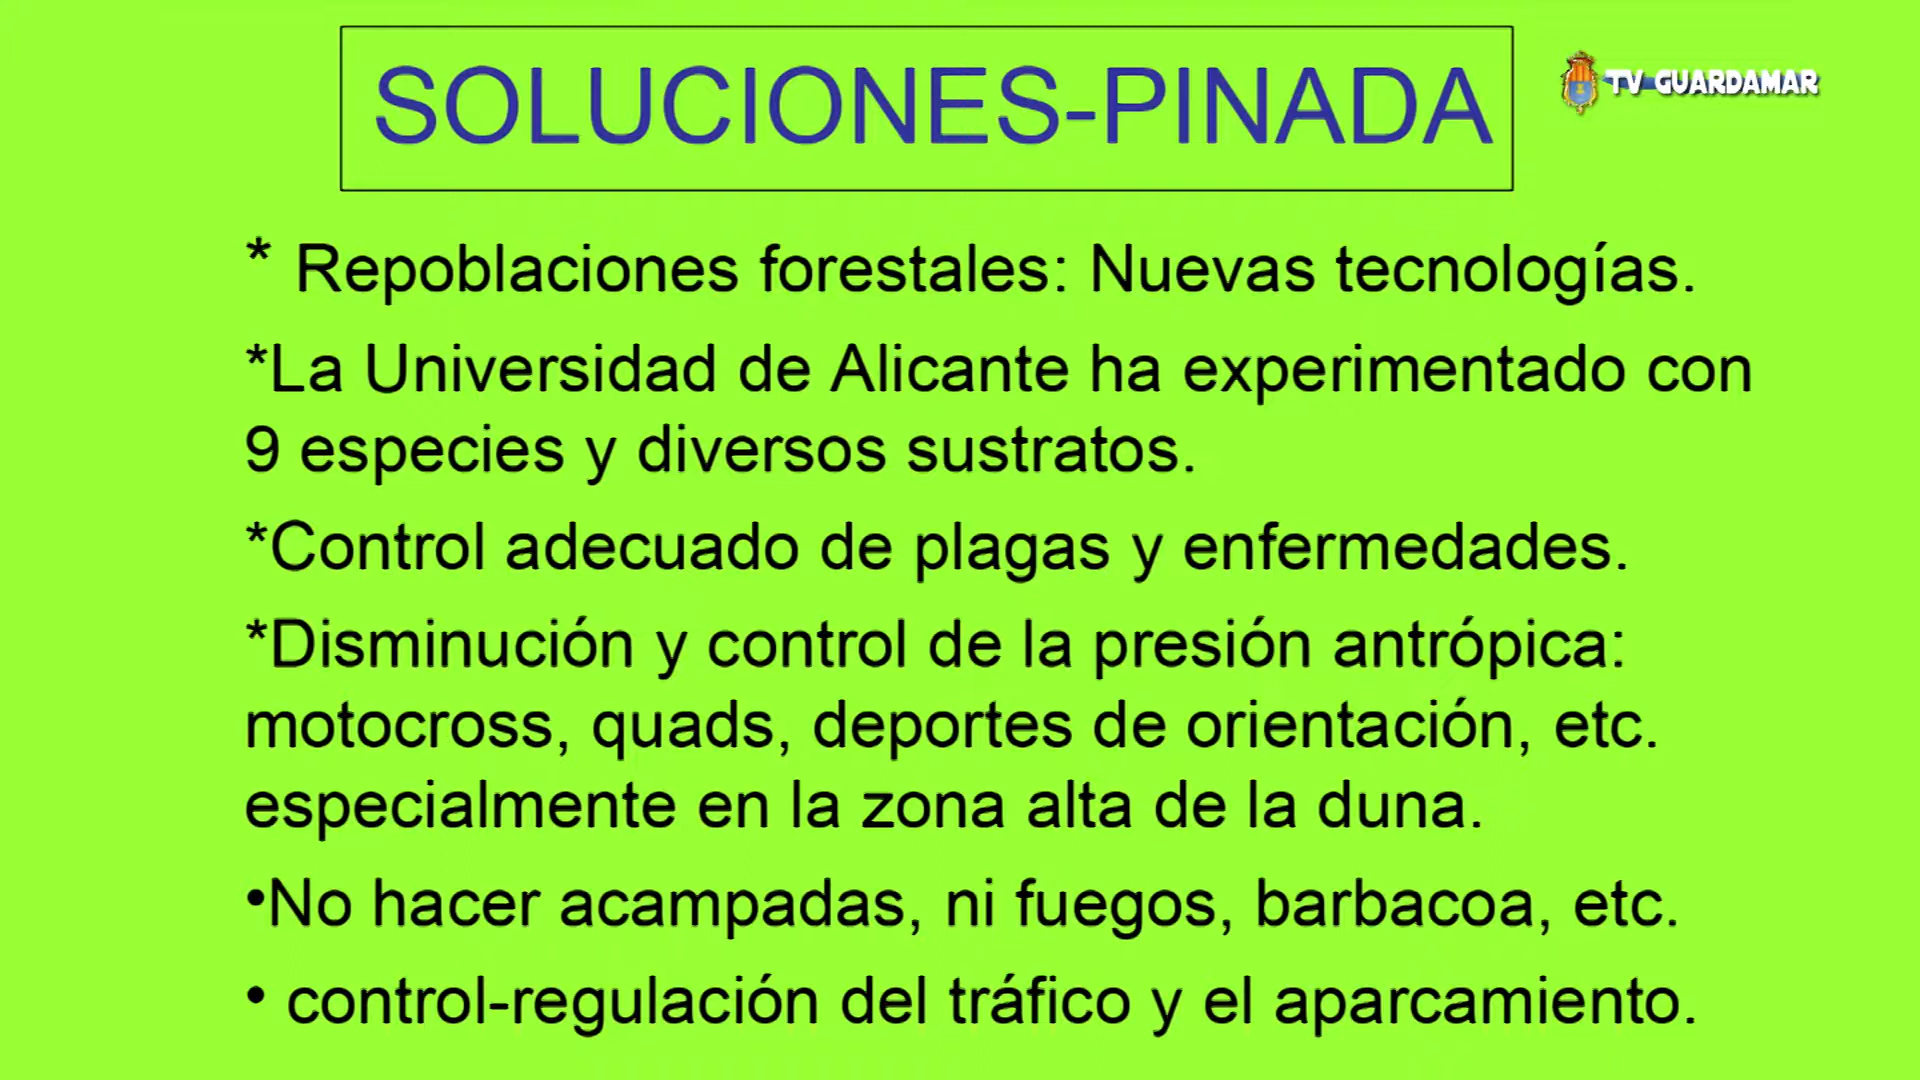 SOLUCIONES-PINADA
TV GUARDAMAR
* Repoblaciones forestales: Nuevas tecnologías.
*La Universidad de Alicante ha experimentado con
9 especies y diversos sustratos.
*Control adecuado de plagas y enfermedades.
*Disminución y control de la presión antrópica:
motocross, quads, deportes de orientación, etc.
especialmente en la zona alta de la duna.
•No hacer acampadas, ni fuegos, barbacoa, etc.
• control-regulación del tráfico y el aparcamiento.